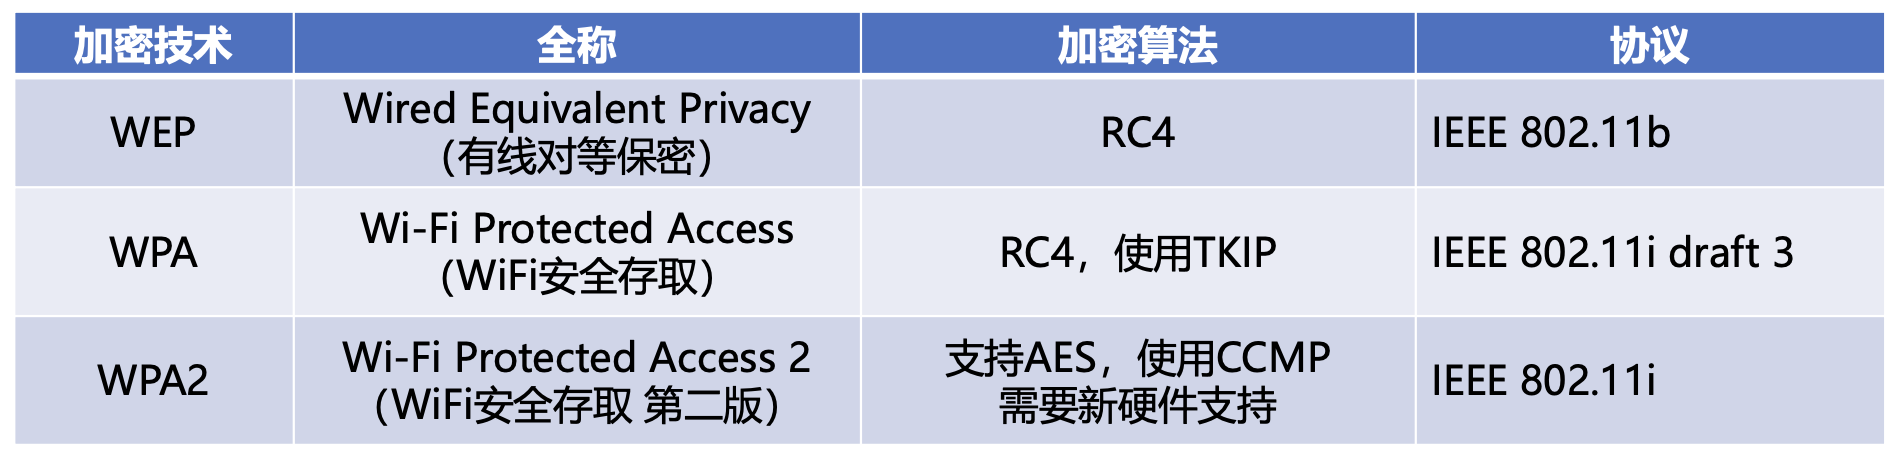 加密技术 全称 加密算法 协议
WEP
Wired Equivalent Privacy
（有线对等保密）
RC4
IEEE 802.11b
WPA
Wi-Fi Protected Access
（WiFi安全存取）
RC4，使用TKIP
IEEE 802.11i draft 3
WPA2
Wi-Fi Protected Access 2
（WiFi安全存取 第二版）
支持AES，使用CCMP
需要新硬件支持
IEEE 802.11i